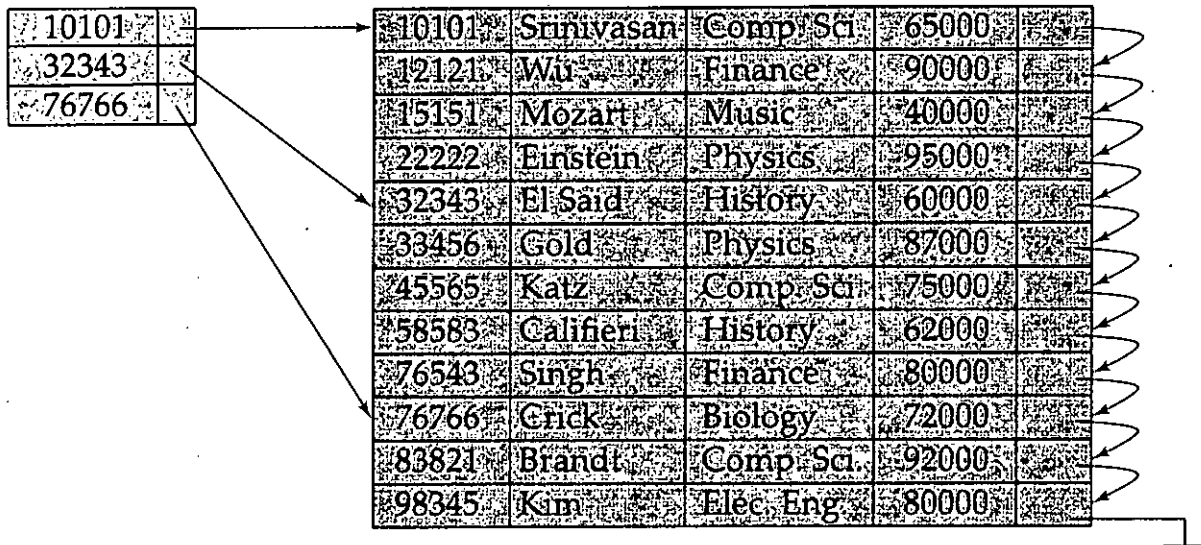 10101
32343
76766
10101 Srinivasan Comp. Sci. 65000
12121 Wu Finance 90000
15151 Mozart Music 40000
22222 Einstein Physics 95000
32343 El Said History 60000
33456 Gold Physics 87000
45565 Katz Comp. Sci. 75000
58583 Califieri History 62000
76543 Singh Finance 80000
76766 Crick Biology 72000
83821 Brandt Comp. Sci. 92000
98345 Kim Elec. Eng. 80000